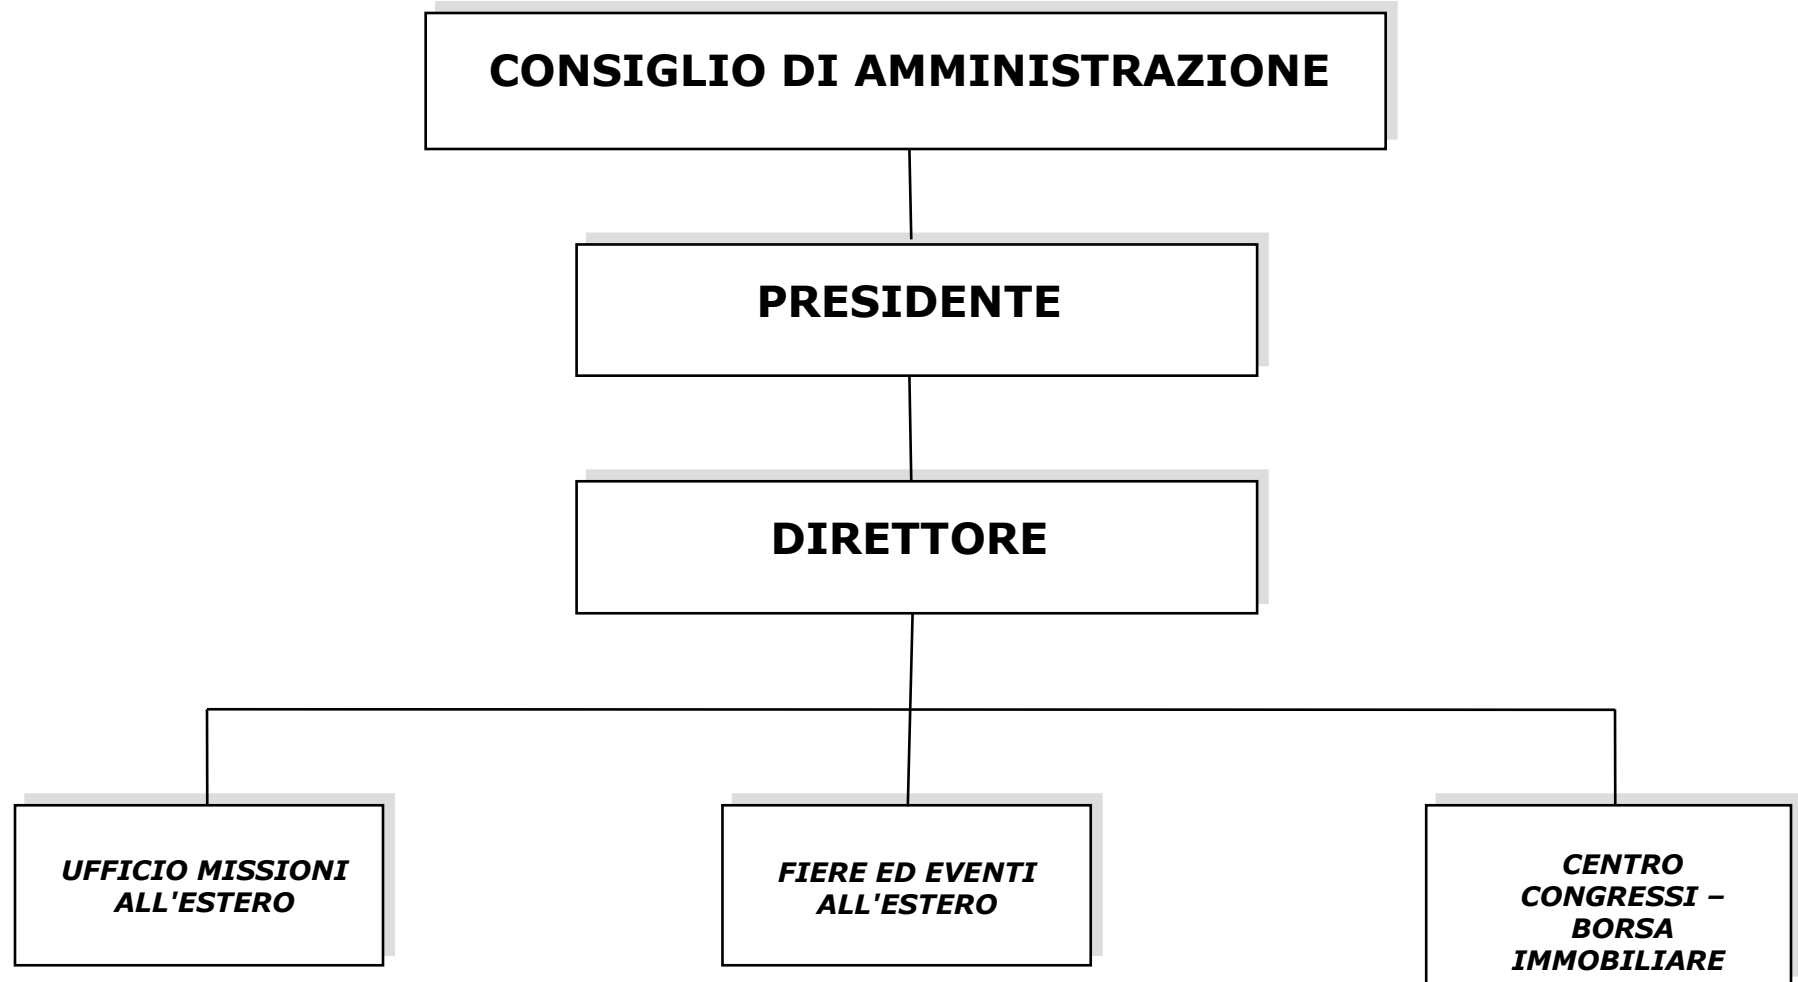 CONSIGLIO DI AMMINISTRAZIONE
PRESIDENTE
DIRETTORE
UFFICIO MISSIONI
ALL'ESTERO
FIERE ED EVENTI
ALL'ESTERO
CENTRO
CONGRESSI –
BORSA
IMMOBILIARE